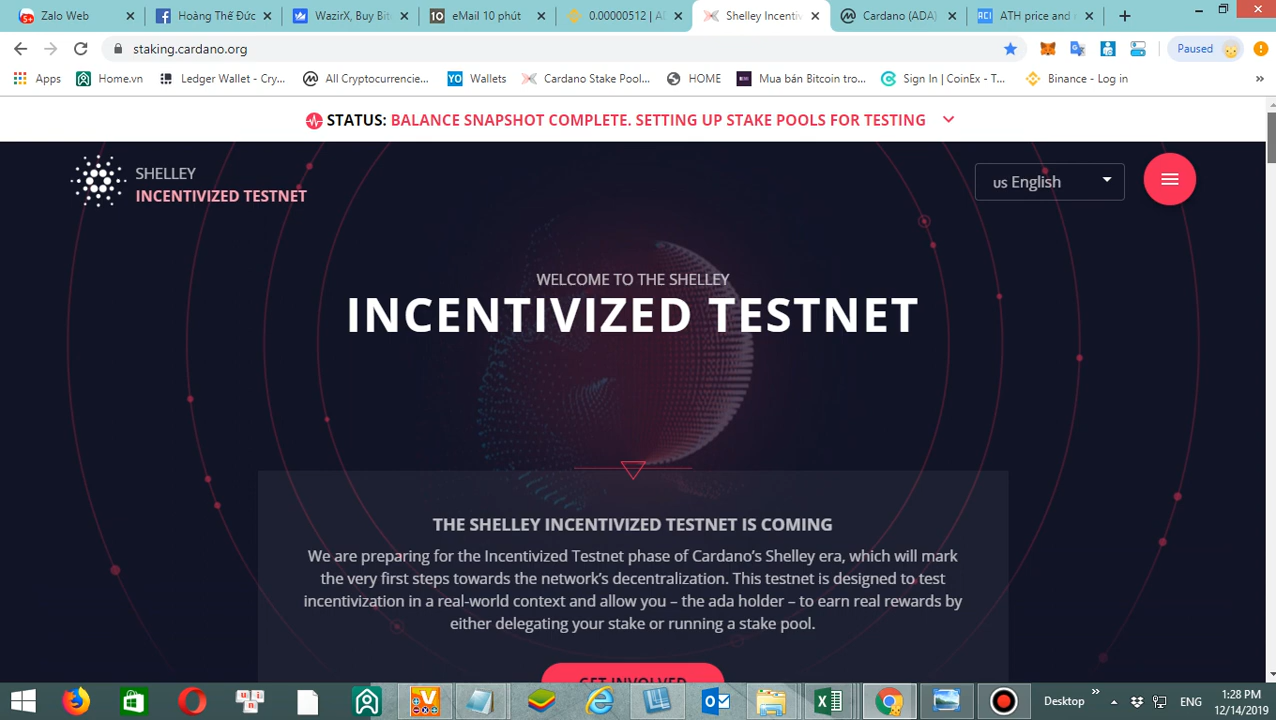 Zalo Web
Hoàng Thế Đức
WazirX, Buy Bit
eMail 10 phút
0.00000512 | AD
Shelley Incentiv
Cardano (ADA)
ATH price and
staking.cardano.org
Paused
Apps
Home.vn
Ledger Wallet - Cry...
All Cryptocurrencie...
YO Wallets
Cardano Stake Pool...
HOME
Mua bán Bitcoin tro...
Sign In | CoinEx - T...
Binance - Log in
STATUS: BALANCE SNAPSHOT COMPLETE. SETTING UP STAKE POOLS FOR TESTING
SHELLEY
INCENTIVIZED TESTNET
us English
WELCOME TO THE SHELLEY
INCENTIVIZED TESTNET
THE SHELLEY INCENTIVIZED TESTNET IS COMING
We are preparing for the Incentivized Testnet phase of Cardano's Shelley era, which will mark
the very first steps towards the network's decentralization. This testnet is designed to test
incentivization in a real-world context and allow you – the ada holder – to earn real rewards by
either delegating your stake or running a stake pool.
GET INVOLVED
Desktop
ENG
1:28 PM
12/14/2019